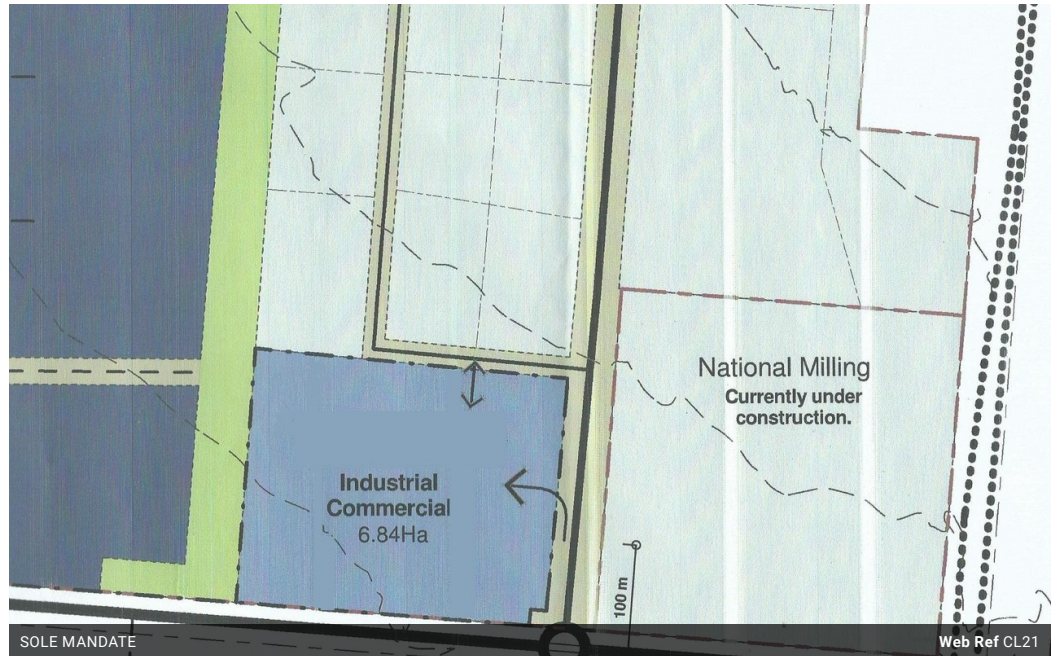 National Milling
Currently under
construction.
Industrial
Commercial
6.84Ha
100 m
SOLE MANDATE
Web Ref CL21